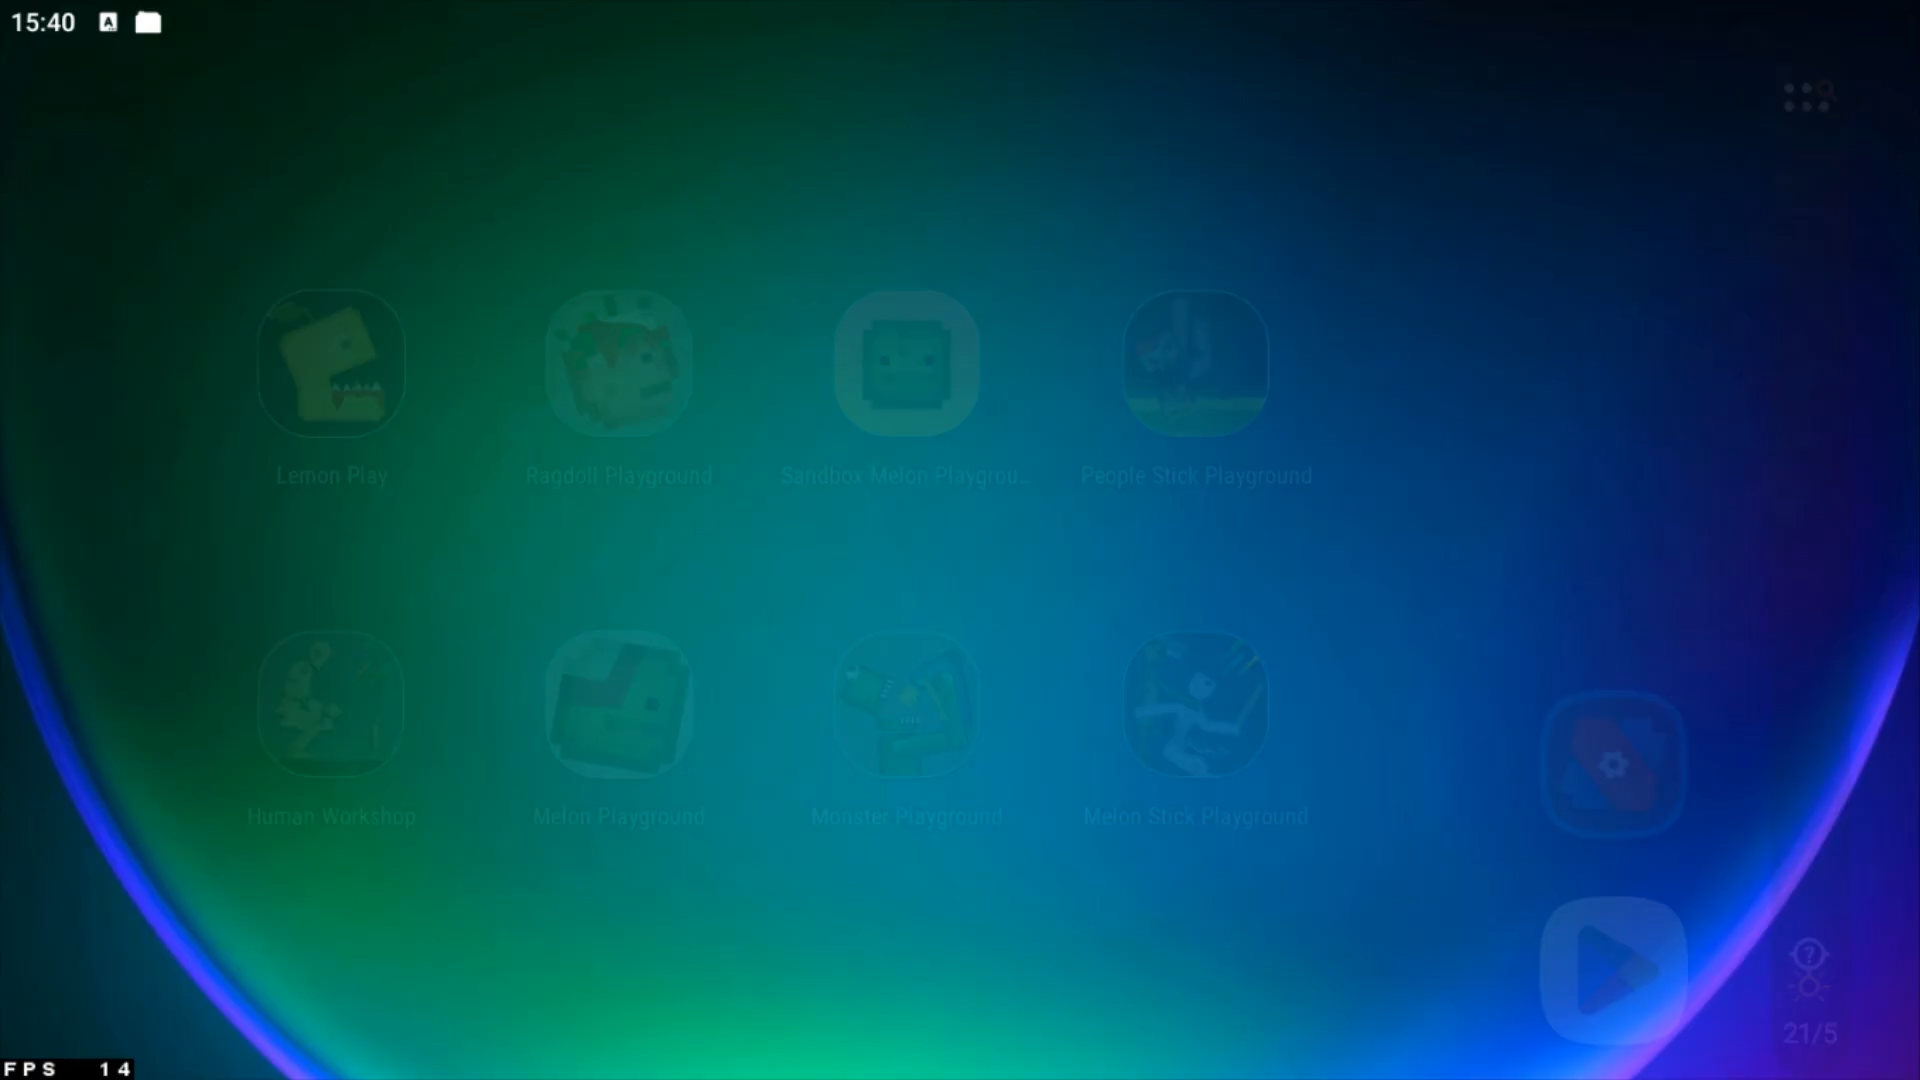 15:40 A
Lemon Play
Ragdoll Playground
Sandbox Melon Playgrou...
People Stick Playground
Human Workshop
Melon Playground
Monster Playground
Melon Stick Playground
?
21/5
FPS 14